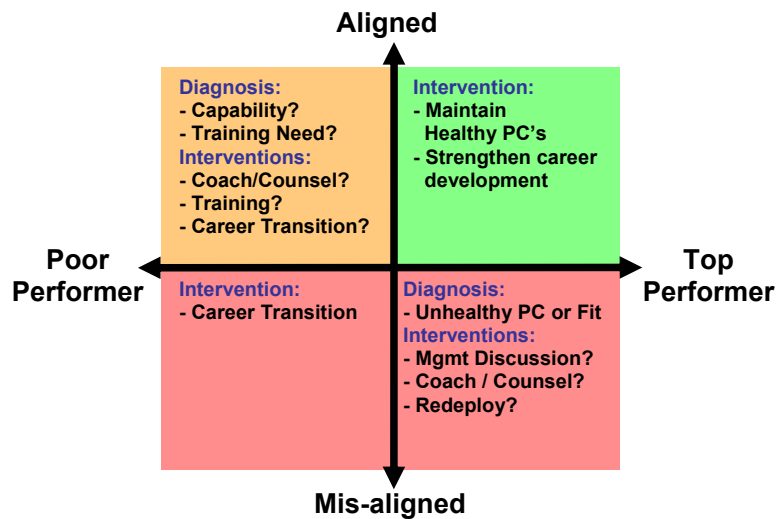 Aligned
Diagnosis:
- Capability?
- Training Need?
Interventions:
- Coach/Counsel?
- Training?
- Career Transition?
Intervention:
- Maintain
Healthy PC's
- Strengthen career
development
Poor
Performer
Top
Performer
Intervention:
- Career Transition
Diagnosis:
- Unhealthy PC or Fit
Interventions:
- Mgmt Discussion?
- Coach / Counsel?
- Redeploy?
Mis-aligned